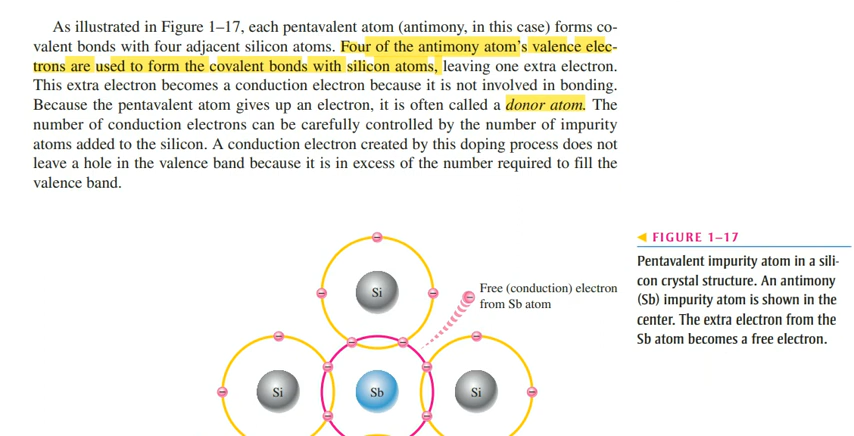 As illustrated in Figure 1–17, each pentavalent atom (antimony, in this case) forms co-
valent bonds with four adjacent silicon atoms. Four of the antimony atom's valence elec-
trons are used to form the covalent bonds with silicon atoms, leaving one extra electron.
This extra electron becomes a conduction electron because it is not involved in bonding.
Because the pentavalent atom gives up an electron, it is often called a donor atom. The
number of conduction electrons can be carefully controlled by the number of impurity
atoms added to the silicon. A conduction electron created by this doping process does not
leave a hole in the valence band because it is in excess of the number required to fill the
valence band.
FIGURE 1–17
Pentavalent impurity atom in a sili-
con crystal structure. An antimony
(Sb) impurity atom is shown in the
center. The extra electron from the
Sb atom becomes a free electron.
Free (conduction) electron
from Sb atom
Si
Si
Sb
Si